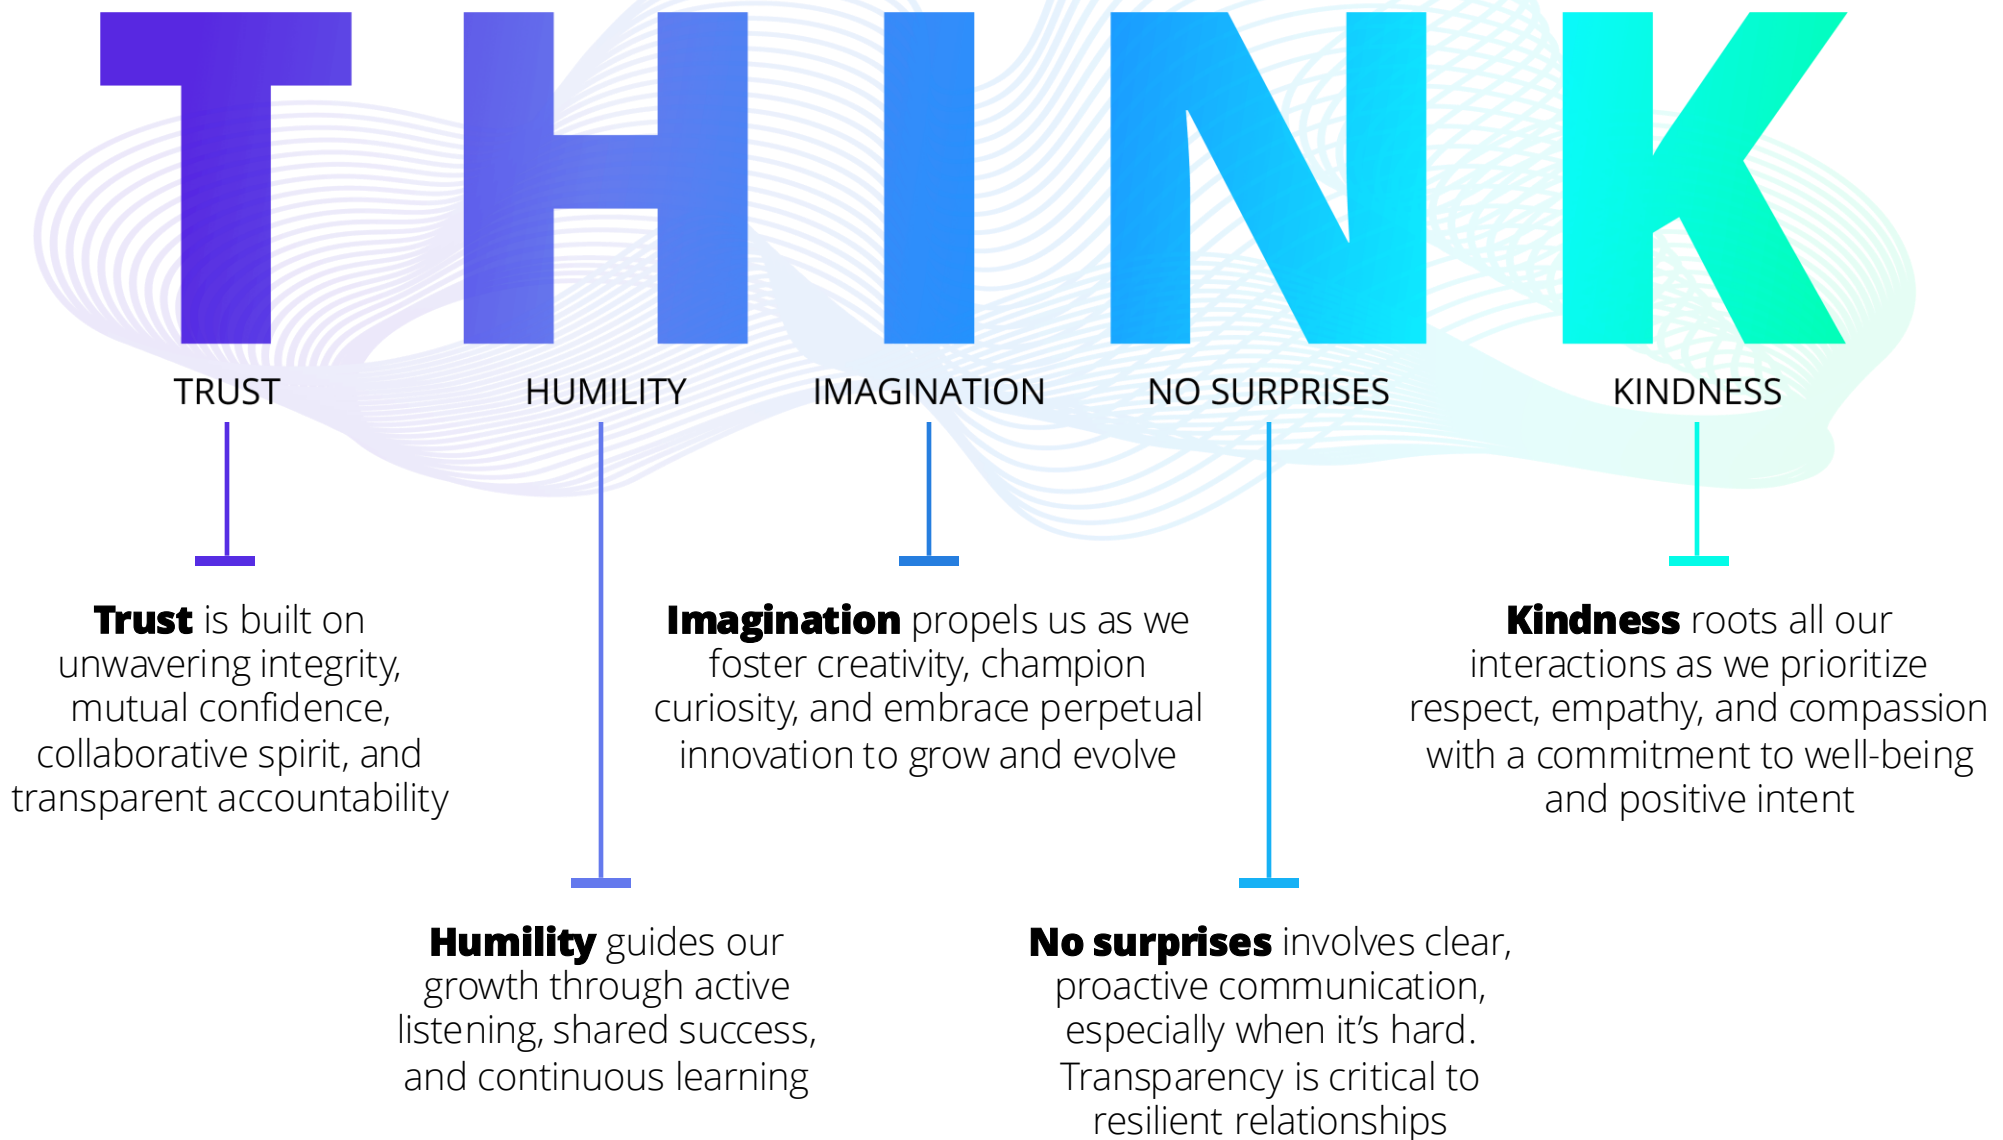 THINK
TRUST
HUMILITY
IMAGINATION
NO SURPRISES
KINDNESS
Trust is built on
unwavering integrity,
mutual confidence,
collaborative spirit, and
transparent accountability
Imagination propels us as we
foster creativity, champion
curiosity, and embrace perpetual
innovation to grow and evolve
Kindness roots all our
interactions as we prioritize
respect, empathy, and compassion
with a commitment to well-being
and positive intent
Humility guides our
growth through active
listening, shared success,
and continuous learning
No surprises involves clear,
proactive communication,
especially when it’s hard.
Transparency is critical to
resilient relationships